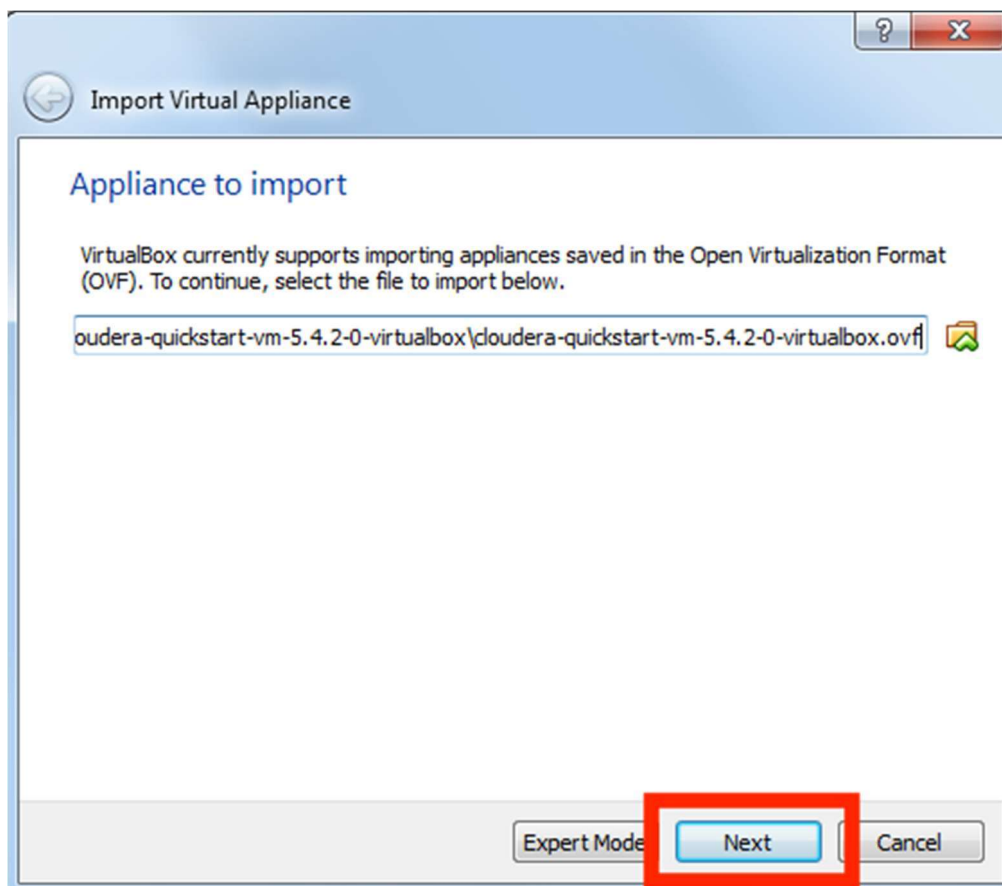 ?
x
Import Virtual Appliance
Appliance to import
VirtualBox currently supports importing appliances saved in the Open Virtualization Format
(OVF). To continue, select the file to import below.
oudera-quickstart-vm-5.4.2-0-virtualbox\cloudera-quickstart-vm-5.4.2-0-virtualbox.ovf
Expert Mode Next Cancel